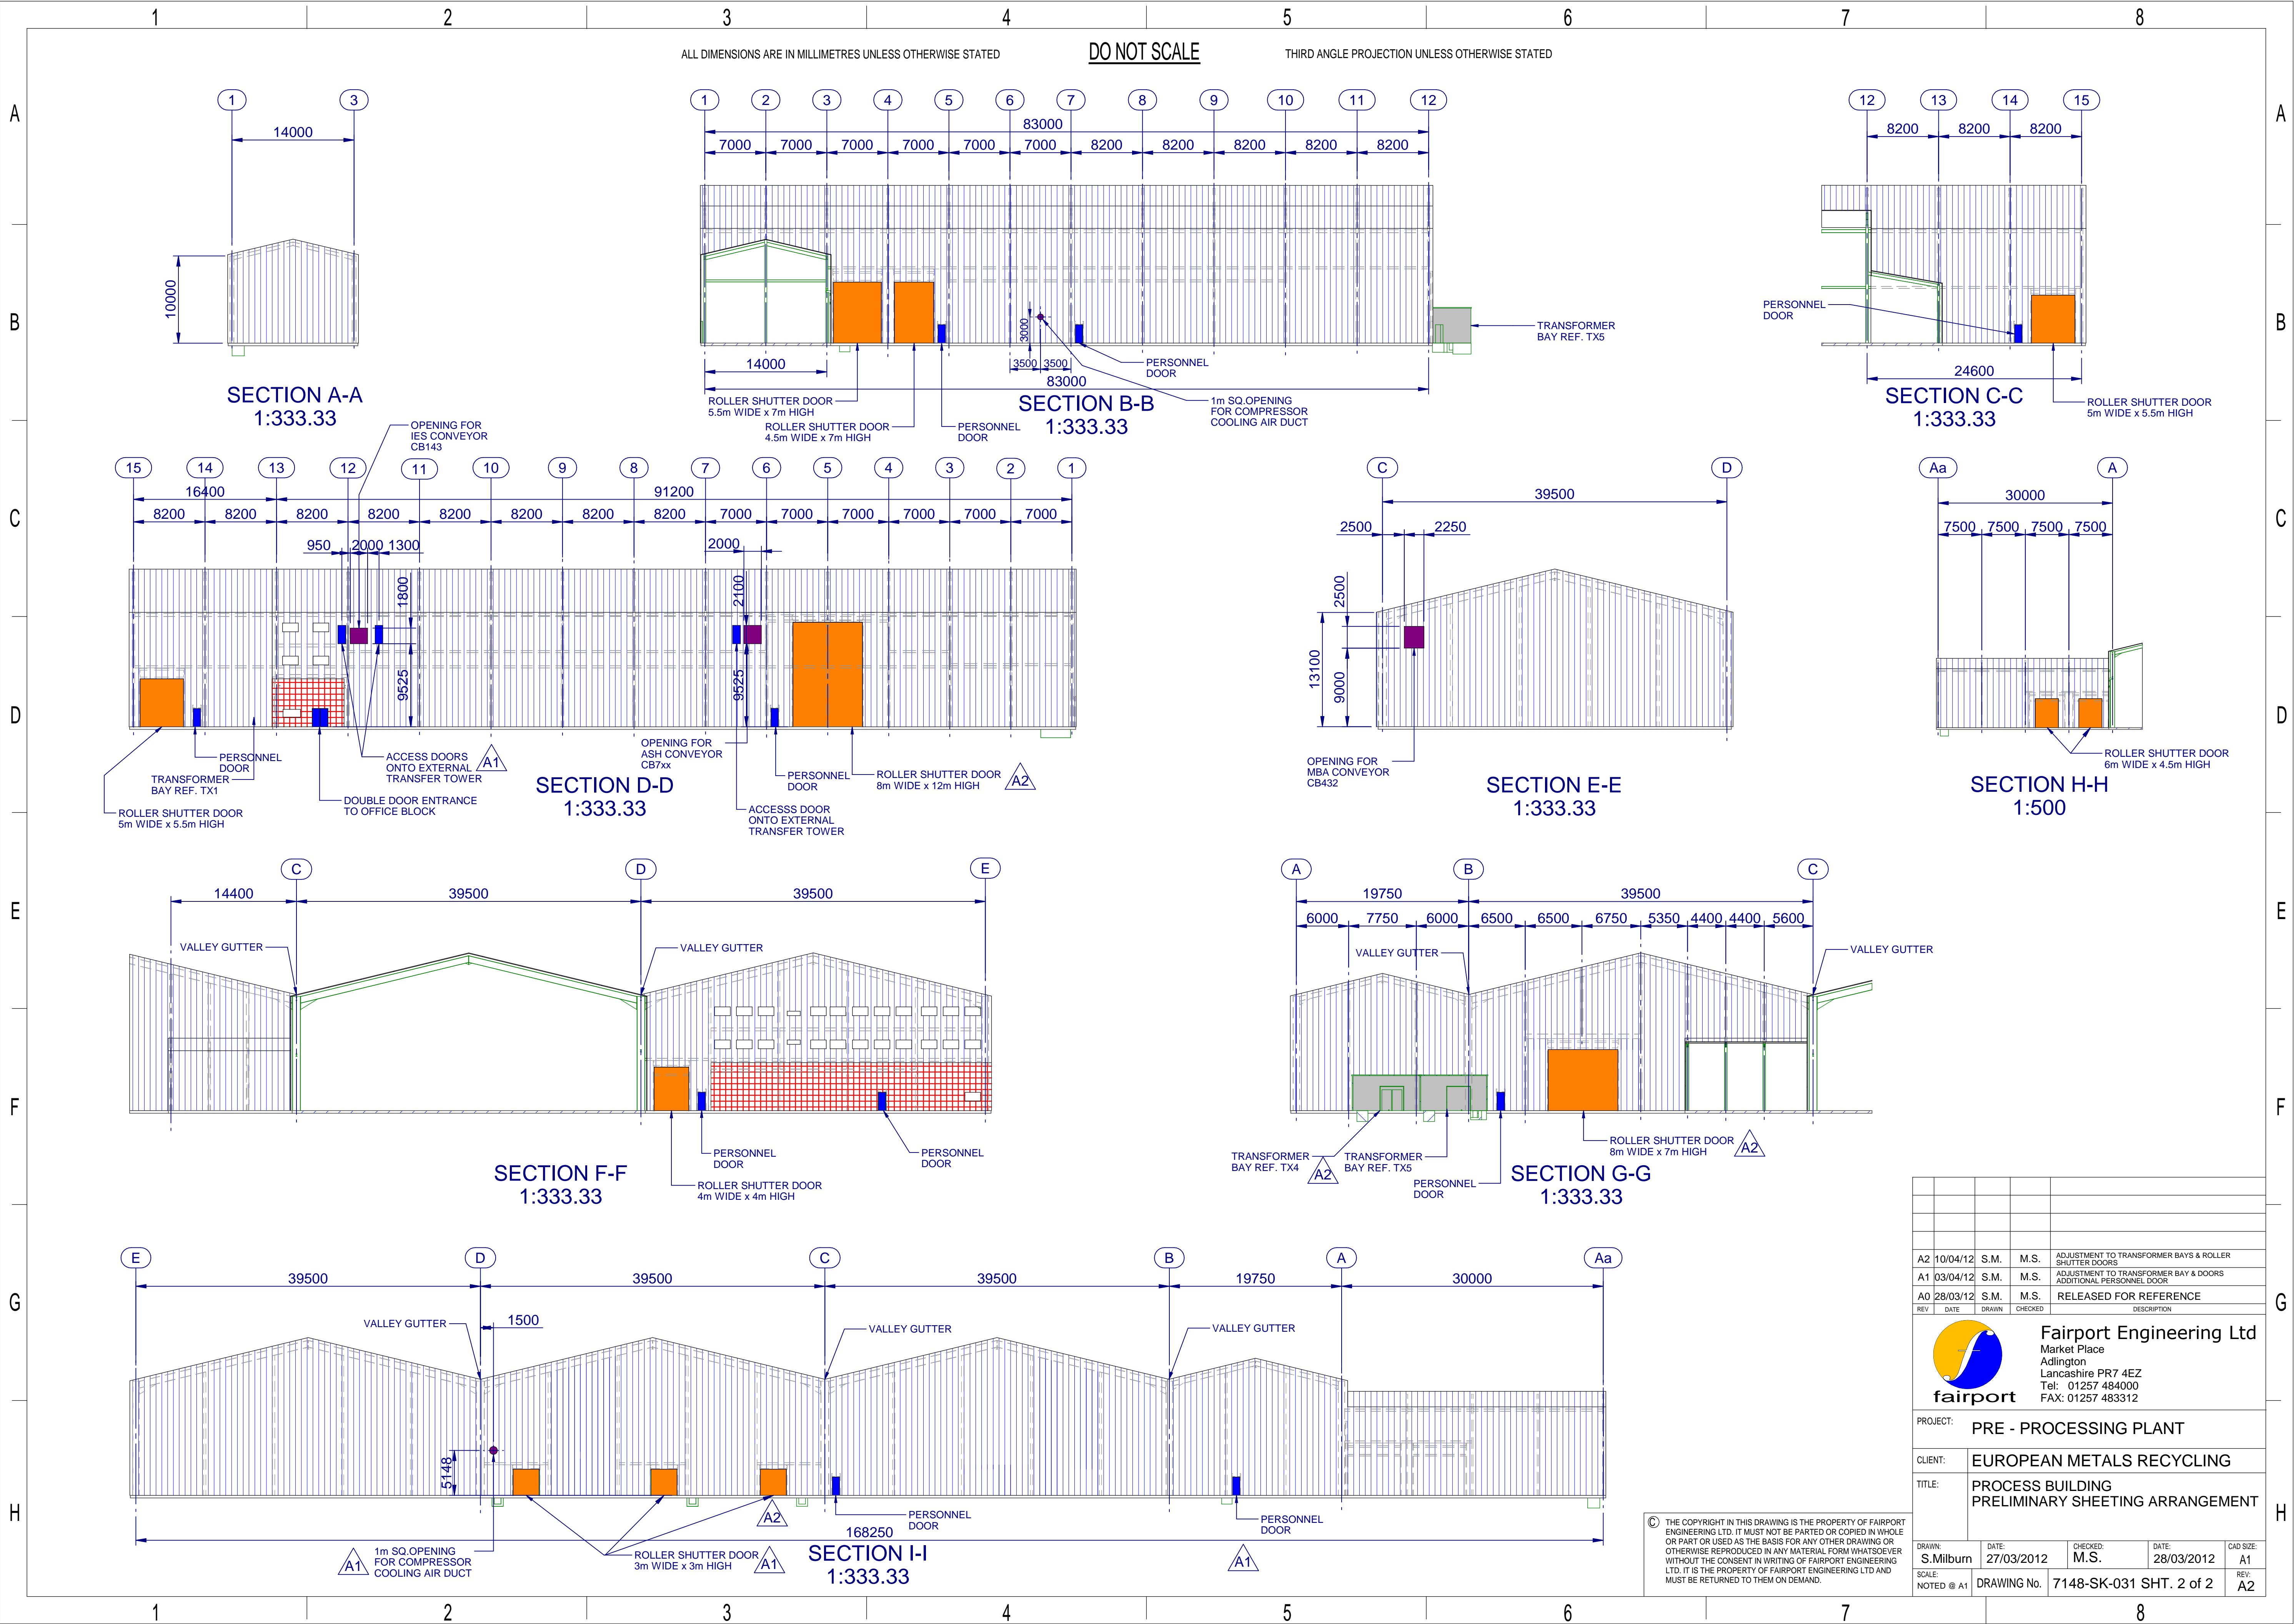 1 2 3 4 5 6 7 8
ALL DIMENSIONS ARE IN MILLIMETRES UNLESS OTHERWISE STATED
DO NOT SCALE
THIRD ANGLE PROJECTION UNLESS OTHERWISE STATED
A
A
1 3
14000
10000
SECTION A-A
1:333.33
1 2 3 4 5 6 7 8 9 10 11 12
83000
7000 7000 7000 7000 7000 7000 8200 8200 8200 8200 8200
3000
TRANSFORMER
BAY REF. TX5
14000
3500 3500
PERSONNEL
DOOR
83000
ROLLER SHUTTER DOOR
5.5m WIDE x 7m HIGH
ROLLER SHUTTER DOOR
4.5m WIDE x 7m HIGH
PERSONNEL
DOOR
SECTION B-B
1:333.33
1m SQ.OPENING
FOR COMPRESSOR
COOLING AIR DUCT
12 13 14 15
8200 8200 8200
PERSONNEL
DOOR
24600
SECTION C-C
1:333.33
ROLLER SHUTTER DOOR
5m WIDE x 5.5m HIGH
B
B
OPENING FOR
IES CONVEYOR
CB143
15 14 13 12 11 10 9 8 7 6 5 4 3 2 1
16400 91200
8200 8200 8200 8200 8200 8200 8200 8200 7000 7000 7000 7000 7000 7000
950 2000 1300
2000
1800
9525
2100
9525
PERSONNEL
DOOR
TRANSFORMER
BAY REF. TX1
ROLLER SHUTTER DOOR
5m WIDE x 5.5m HIGH
ACCESS DOORS
ONTO EXTERNAL
TRANSFER TOWER
A1
DOUBLE DOOR ENTRANCE
TO OFFICE BLOCK
SECTION D-D
1:333.33
OPENING FOR
ASH CONVEYOR
CB7xx
PERSONNEL
DOOR
ACCESSS DOOR
ONTO EXTERNAL
TRANSFER TOWER
ROLLER SHUTTER DOOR
8m WIDE x 12m HIGH
A2
C
C
C D
39500
2500 2250
2500
13100
9000
OPENING FOR
MBA CONVEYOR
CB432
SECTION E-E
1:333.33
Aa A
30000
7500 7500 7500 7500
ROLLER SHUTTER DOOR
6m WIDE x 4.5m HIGH
SECTION H-H
1:500
D
D
C D E
14400 39500 39500
VALLEY GUTTER
VALLEY GUTTER
PERSONNEL
DOOR
PERSONNEL
DOOR
ROLLER SHUTTER DOOR
4m WIDE x 4m HIGH
SECTION F-F
1:333.33
E
E
A B C
19750 39500
6000 7750 6000 6500 6500 6750 5350 4400 4400 5600
VALLEY GUTTER
VALLEY GUTTER
TRANSFORMER
BAY REF. TX4
A2
TRANSFORMER
BAY REF. TX5
PERSONNEL
DOOR
ROLLER SHUTTER DOOR
8m WIDE x 7m HIGH
A2
SECTION G-G
1:333.33
F
F
E D C B A Aa
39500 39500 39500 19750 30000
VALLEY GUTTER
1500
VALLEY GUTTER
VALLEY GUTTER
5148
A2
PERSONNEL
DOOR
PERSONNEL
DOOR
168250
A1
1m SQ.OPENING
FOR COMPRESSOR
COOLING AIR DUCT
ROLLER SHUTTER DOOR
3m WIDE x 3m HIGH
A1
SECTION I-I
1:333.33
A1
G
G
H
H
A2 10/04/12 S.M. M.S. ADJUSTMENT TO TRANSFORMER BAYS & ROLLER
SHUTTER DOORS
A1 03/04/12 S.M. M.S. ADJUSTMENT TO TRANSFORMER BAY & DOORS
ADDITIONAL PERSONNEL DOOR
A0 28/03/12 S.M. M.S. RELEASED FOR REFERENCE
REV DATE DRAWN CHECKED DESCRIPTION
fairport
Fairport Engineering Ltd
Market Place
Adlington
Lancashire PR7 4EZ
Tel: 01257 484000
FAX: 01257 483312
PROJECT: PRE - PROCESSING PLANT
CLIENT: EUROPEAN METALS RECYCLING
TITLE: PROCESS BUILDING
PRELIMINARY SHEETING ARRANGEMENT
DRAWN: S.Milburn DATE: 27/03/2012 CHECKED: M.S. DATE: 28/03/2012 CAD SIZE: A1
SCALE: NOTED @ A1 DRAWING No. 7148-SK-031 SHT. 2 of 2 REV: A2
© THE COPYRIGHT IN THIS DRAWING IS THE PROPERTY OF FAIRPORT
ENGINEERING LTD. IT MUST NOT BE PARTED OR COPIED IN WHOLE
OR PART OR USED AS THE BASIS FOR ANY OTHER DRAWING OR
OTHERWISE REPRODUCED IN ANY MATERIAL FORM WHATSOEVER
WITHOUT THE CONSENT IN WRITING OF FAIRPORT ENGINEERING
LTD. IT IS THE PROPERTY OF FAIRPORT ENGINEERING LTD AND
MUST BE RETURNED TO THEM ON DEMAND.
1 2 3 4 5 6 7 8